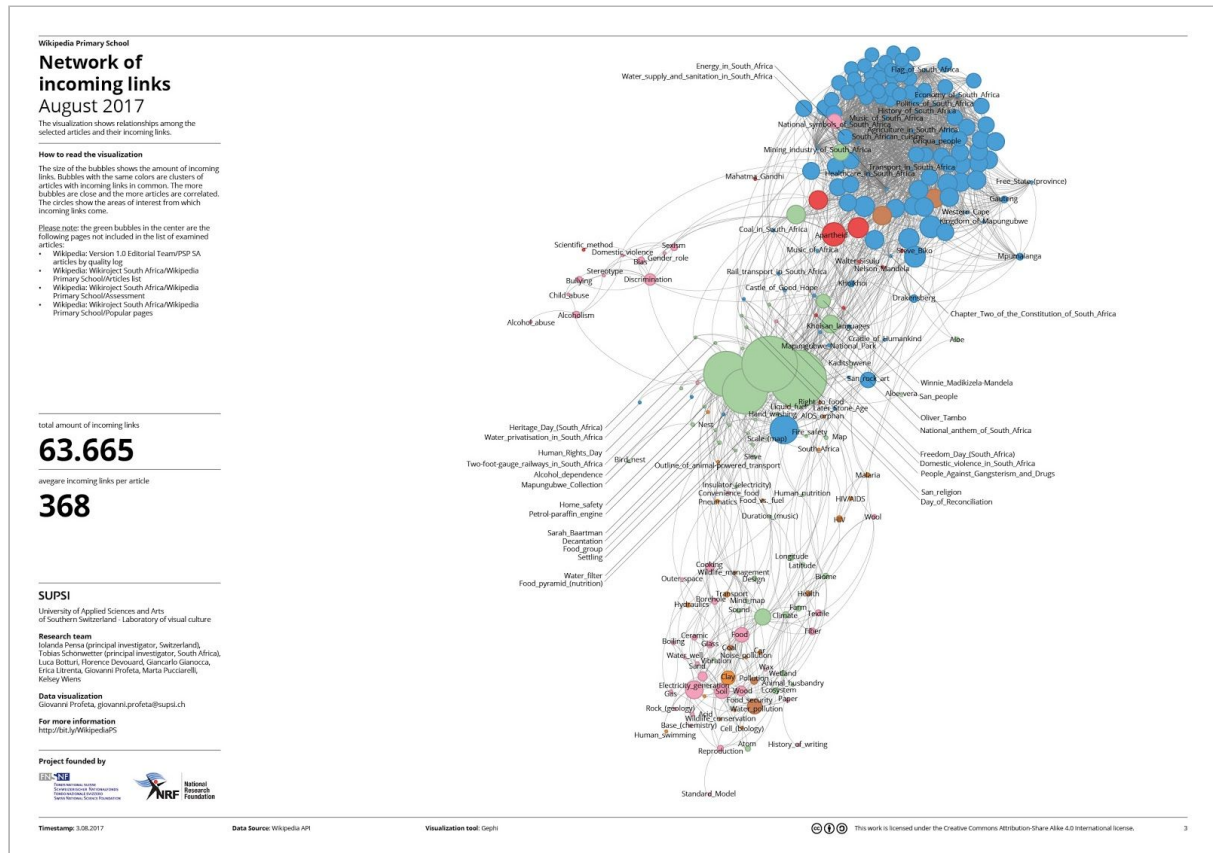 Wikipedia Primary School
Network of
incoming links
August 2017
The visualization shows relationships among the
selected articles and their incoming links.
How to read the visualization
The size of the bubbles shows the amount of incoming
links. Bubbles with the same colors are clusters of
articles with incoming links in common. The more
bubbles are close and the more articles are correlated.
The circles show the areas of interest from which
incoming links come.
Please note: the green bubbles in the center are the
following pages not included in the list of examined
articles:
• Wikipedia: Version 1.0 Editorial Team/PSP SA
articles by quality log
• Wikipedia: Wikiroject South Africa/Wikipedia
Primary School/Articles list
• Wikipedia: Wikiroject South Africa/Wikipedia
Primary School/Assessment
• Wikipedia: Wikiroject South Africa/Wikipedia
Primary School/Popular pages
total amount of incoming links
63.665
avegare incoming links per article
368
SUPSI
University of Applied Sciences and Arts
of Southern Switzerland - Laboratory of visual culture
Research team
Iolanda Pensa (principal investigator, Switzerland),
Tobias Schönwetter (principal investigator, South Africa),
Luca Botturi, Florence Devouard, Giancarlo Gianocca,
Erica Litrenta, Giovanni Profeta, Marta Pucciarelli,
Kelsey Wiens
Data visualization
Giovanni Profeta, giovanni.profeta@supsi.ch
For more information
http://bit.ly/WikipediaPS
Project founded by
FNSNF
Swiss National Science Foundation
NRF
National
Research
Foundation
Energy_in_South_Africa
Water_supply_and_sanitation_in_South_Africa
Flag_of_South_Africa
Economy_of_South_Africa
Politics_of_South_Africa
History_of_South_Africa
Music_of_South_Africa
National_symbols_of_South_Africa
Agriculture_in_South_Africa
South_African_cuisine
Griqua_people
Mining_industry_of_South_Africa
Transport_in_South_Africa
Healthcare_in_South_Africa
Mahatma_Gandhi
Free_State_(province)
Gauteng
Western_Cape
Kingdom_of_Mapungubwe
Coal_in_South_Africa
Apartheid
Music_of_Africa
Steve_Biko
Mpumalanga
Walter_Sisulu
Nelson_Mandela
Scientific_method
Sexism
Domestic_violence
Bias
Gender_role
Stereotype
Bullying
Discrimination
Rail_transport_in_South_Africa
Khoikhoi
Castle_of_Good_Hope
Drakensberg
Child_abuse
Alcoholism
Alcohol_abuse
Chapter_Two_of_the_Constitution_of_South_Africa
Khoisan_languages
Cradle_of_Humankind
Aloe
Mapungubwe_National_Park
Kaditshwene
San_rock_art
Winnie_Madikizela-Mandela
Aloe_vera
San_people
Right_to_food
Liquid_fuel
Later_Stone_Age
Hand_washing
AIDS_orphan
Oliver_Tambo
National_anthem_of_South_Africa
Heritage_Day_(South_Africa)
Water_privatisation_in_South_Africa
Nest
Fire_safety
Scale_(map)
Map
South_Africa
Human_Rights_Day
Two-foot-gauge_railways_in_South_Africa
Bird_nest
Sieve
Outline_of_animal-powered_transport
Freedom_Day_(South_Africa)
Domestic_violence_in_South_Africa
People_Against_Gangsterism_and_Drugs
Alcohol_dependence
Mapungubwe_Collection
Malaria
Insulator_(electricity)
Convenience_food
Human_nutrition
Pneumatics
Food_vs._fuel
HIV/AIDS
San_religion
Day_of_Reconciliation
Home_safety
Petrol-paraffin_engine
Duration_(music)
HIV
Wool
Sarah_Baartman
Decantation
Food_group
Settling
Water_filter
Food_pyramid_(nutrition)
Longitude
Latitude
Cooking
Wildlife_management
Outer_space
Design
Biome
Transport
Health
Borehole
Mind_map
Hydraulics
Sound
Farm
Climate
Textile
Fiber
Ceramic
Food
Boiling
Glass
Coal
Car
Water_well
Noise_pollution
Vibration
Sand
Wax
Wetland
Clay
Pollution
Animal_husbandry
Electricity_generation
Gas
Soil
Wood
Ecosystem
Food_security
Paper
Rock_(geology)
Water_pollution
Acid
Wildlife_conservation
Base_(chemistry)
Cell_(biology)
Human_swimming
Atom
Reproduction
History_of_writing
Standard_Model
Timestamp: 3.08.2017
Data Source: Wikipedia API
Visualization tool: Gephi
This work is licensed under the Creative Commons Attribution-Share Alike 4.0 International license.
3